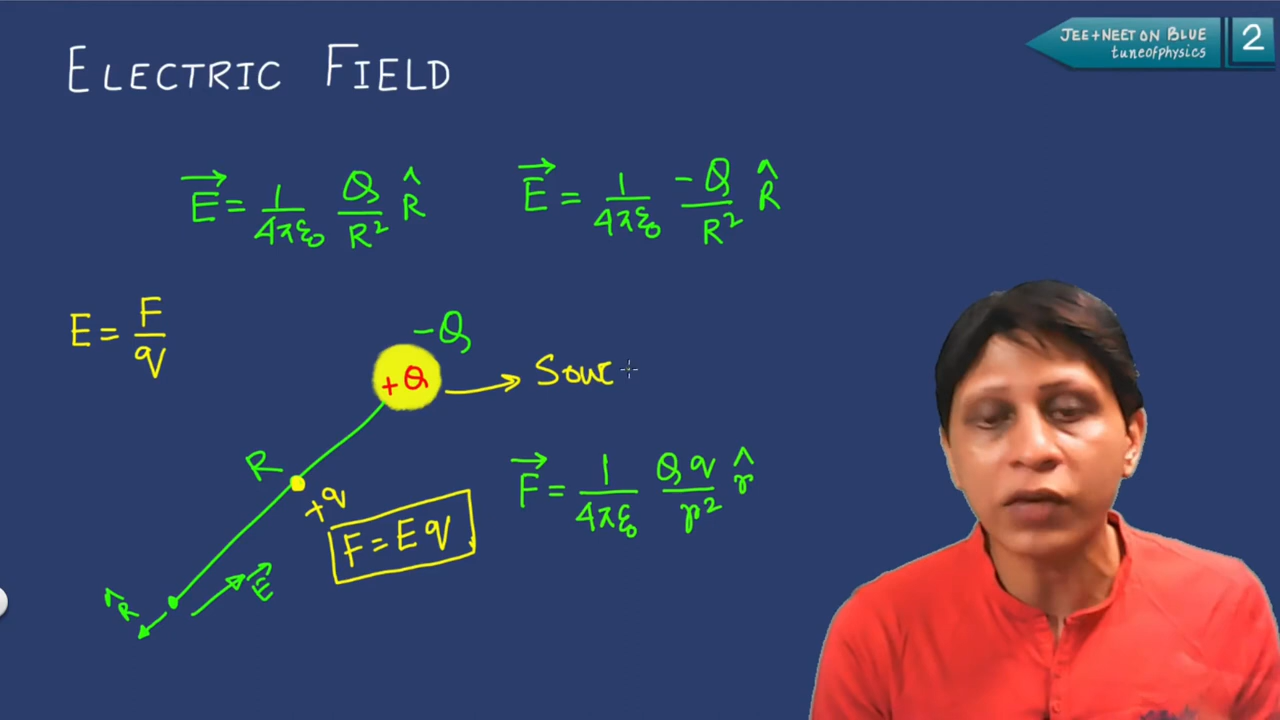 ELECTRIC FIELD
JEE+NEET ON BLUE
tuneofphysics
2
E⃗ = 1/4πε₀ Q/R² R̂
E⃗ = 1/4πε₀ -Q/R² R̂
E = F/q
-Q
+Q
Sourc
R
+q
F = Eq
F⃗ = 1/4πε₀ Qq/r² r̂
R̂
E⃗